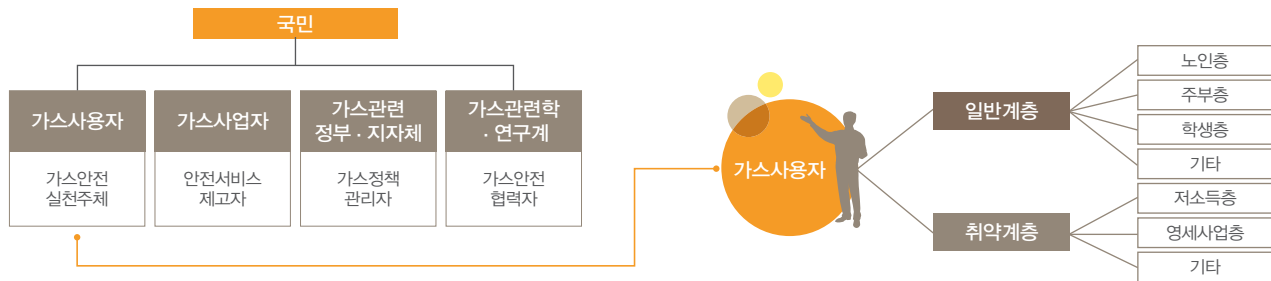 국민
가스사용자
가스안전
실천주체
가스사업자
안전서비스
제고자
가스관련
정부 · 지자체
가스정책
관리자
가스관련학
· 연구계
가스안전
협력자
가스사용자
일반계층
노인층
주부층
학생층
기타
취약계층
저소득층
영세사업층
기타